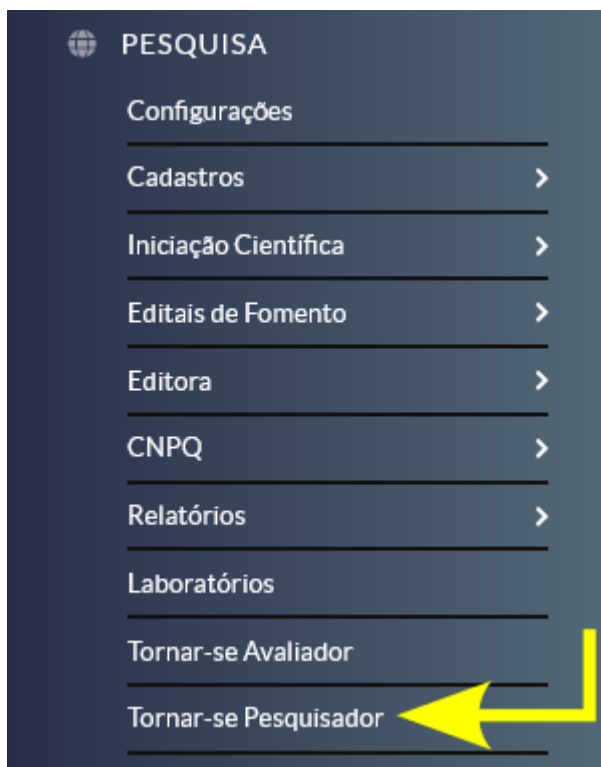 PESQUISA
Configurações
Cadastros
Iniciação Científica
Editais de Fomento
Editora
CNPQ
Relatórios
Laboratórios
Tornar-se Avaliador
Tornar-se Pesquisador